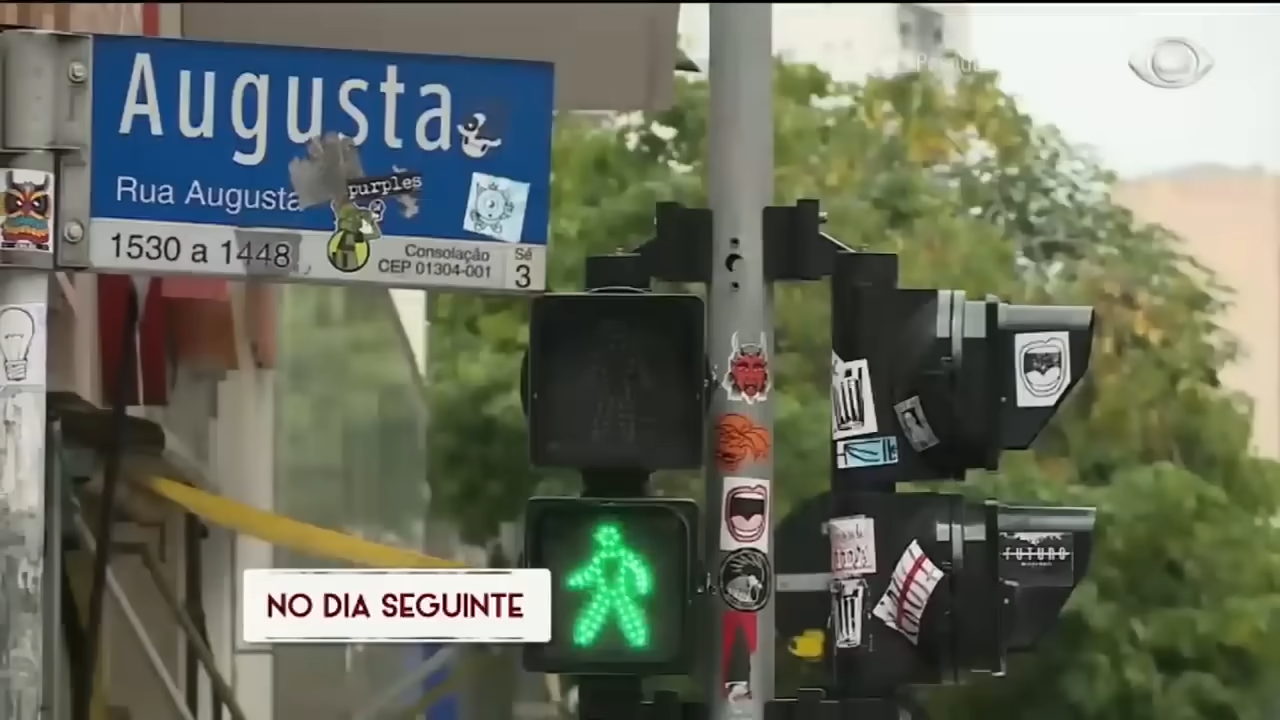 Augusta
Rua Augusta
purples
1530 a 1448
Consolação
CEP 01304-001
Sé
3
NO DIA SEGUINTE
FUTURO